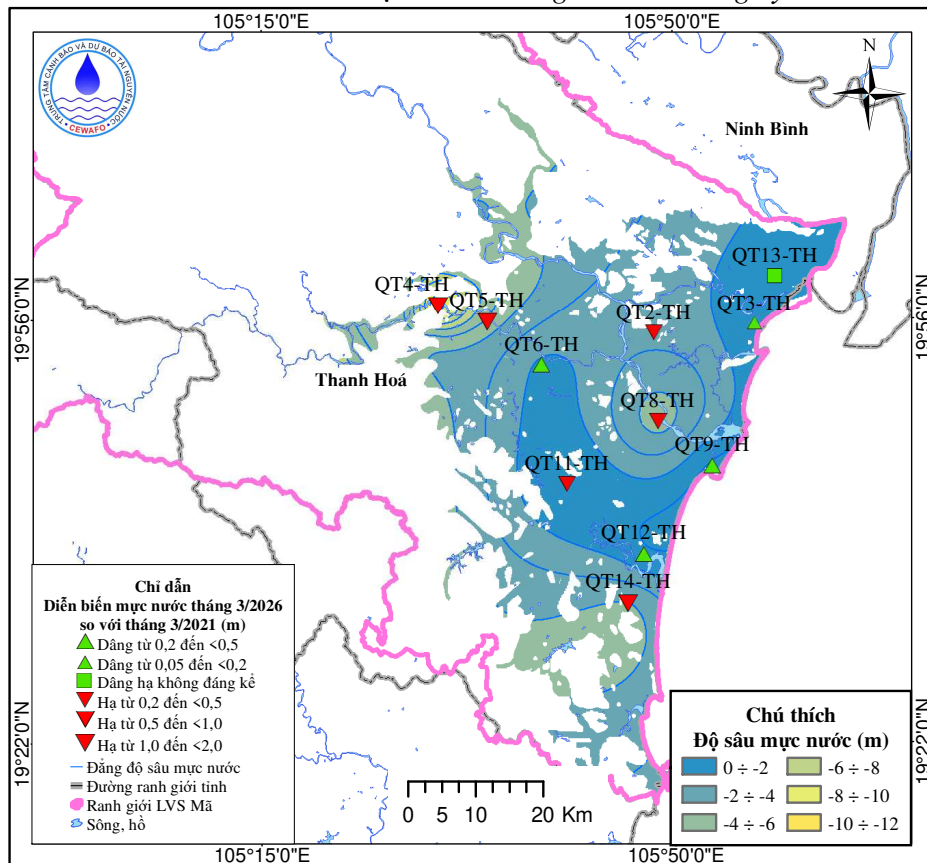 105°15'0"E
105°50'0"E
TRUNG TÂM CẢNH BÁO VÀ DỰ BÁO TÀI NGUYÊN NƯỚC
• CEWAFO •
N
Ninh Bình
QT13-TH
QT4-TH
QT5-TH
QT3-TH
QT2-TH
19°56'0"N
19°56'0"N
QT6-TH
Thanh Hoá
QT8-TH
QT9-TH
QT11-TH
QT12-TH
QT14-TH
Chỉ dẫn
Diễn biến mực nước tháng 3/2026
so với tháng 3/2021 (m)
Dâng từ 0,2 đến <0,5
Dâng từ 0,05 đến <0,2
Dâng hạ không đáng kể
Hạ từ 0,2 đến <0,5
Hạ từ 0,5 đến <1,0
Hạ từ 1,0 đến <2,0
Đẳng độ sâu mực nước
Đường ranh giới tỉnh
Ranh giới LVS Mã
Sông, hồ
19°22'0"N
19°22'0"N
0 5 10 20 Km
Chú thích
Độ sâu mực nước (m)
0 ÷ -2
-6 ÷ -8
-2 ÷ -4
-8 ÷ -10
-4 ÷ -6
-10 ÷ -12
105°15'0"E
105°50'0"E